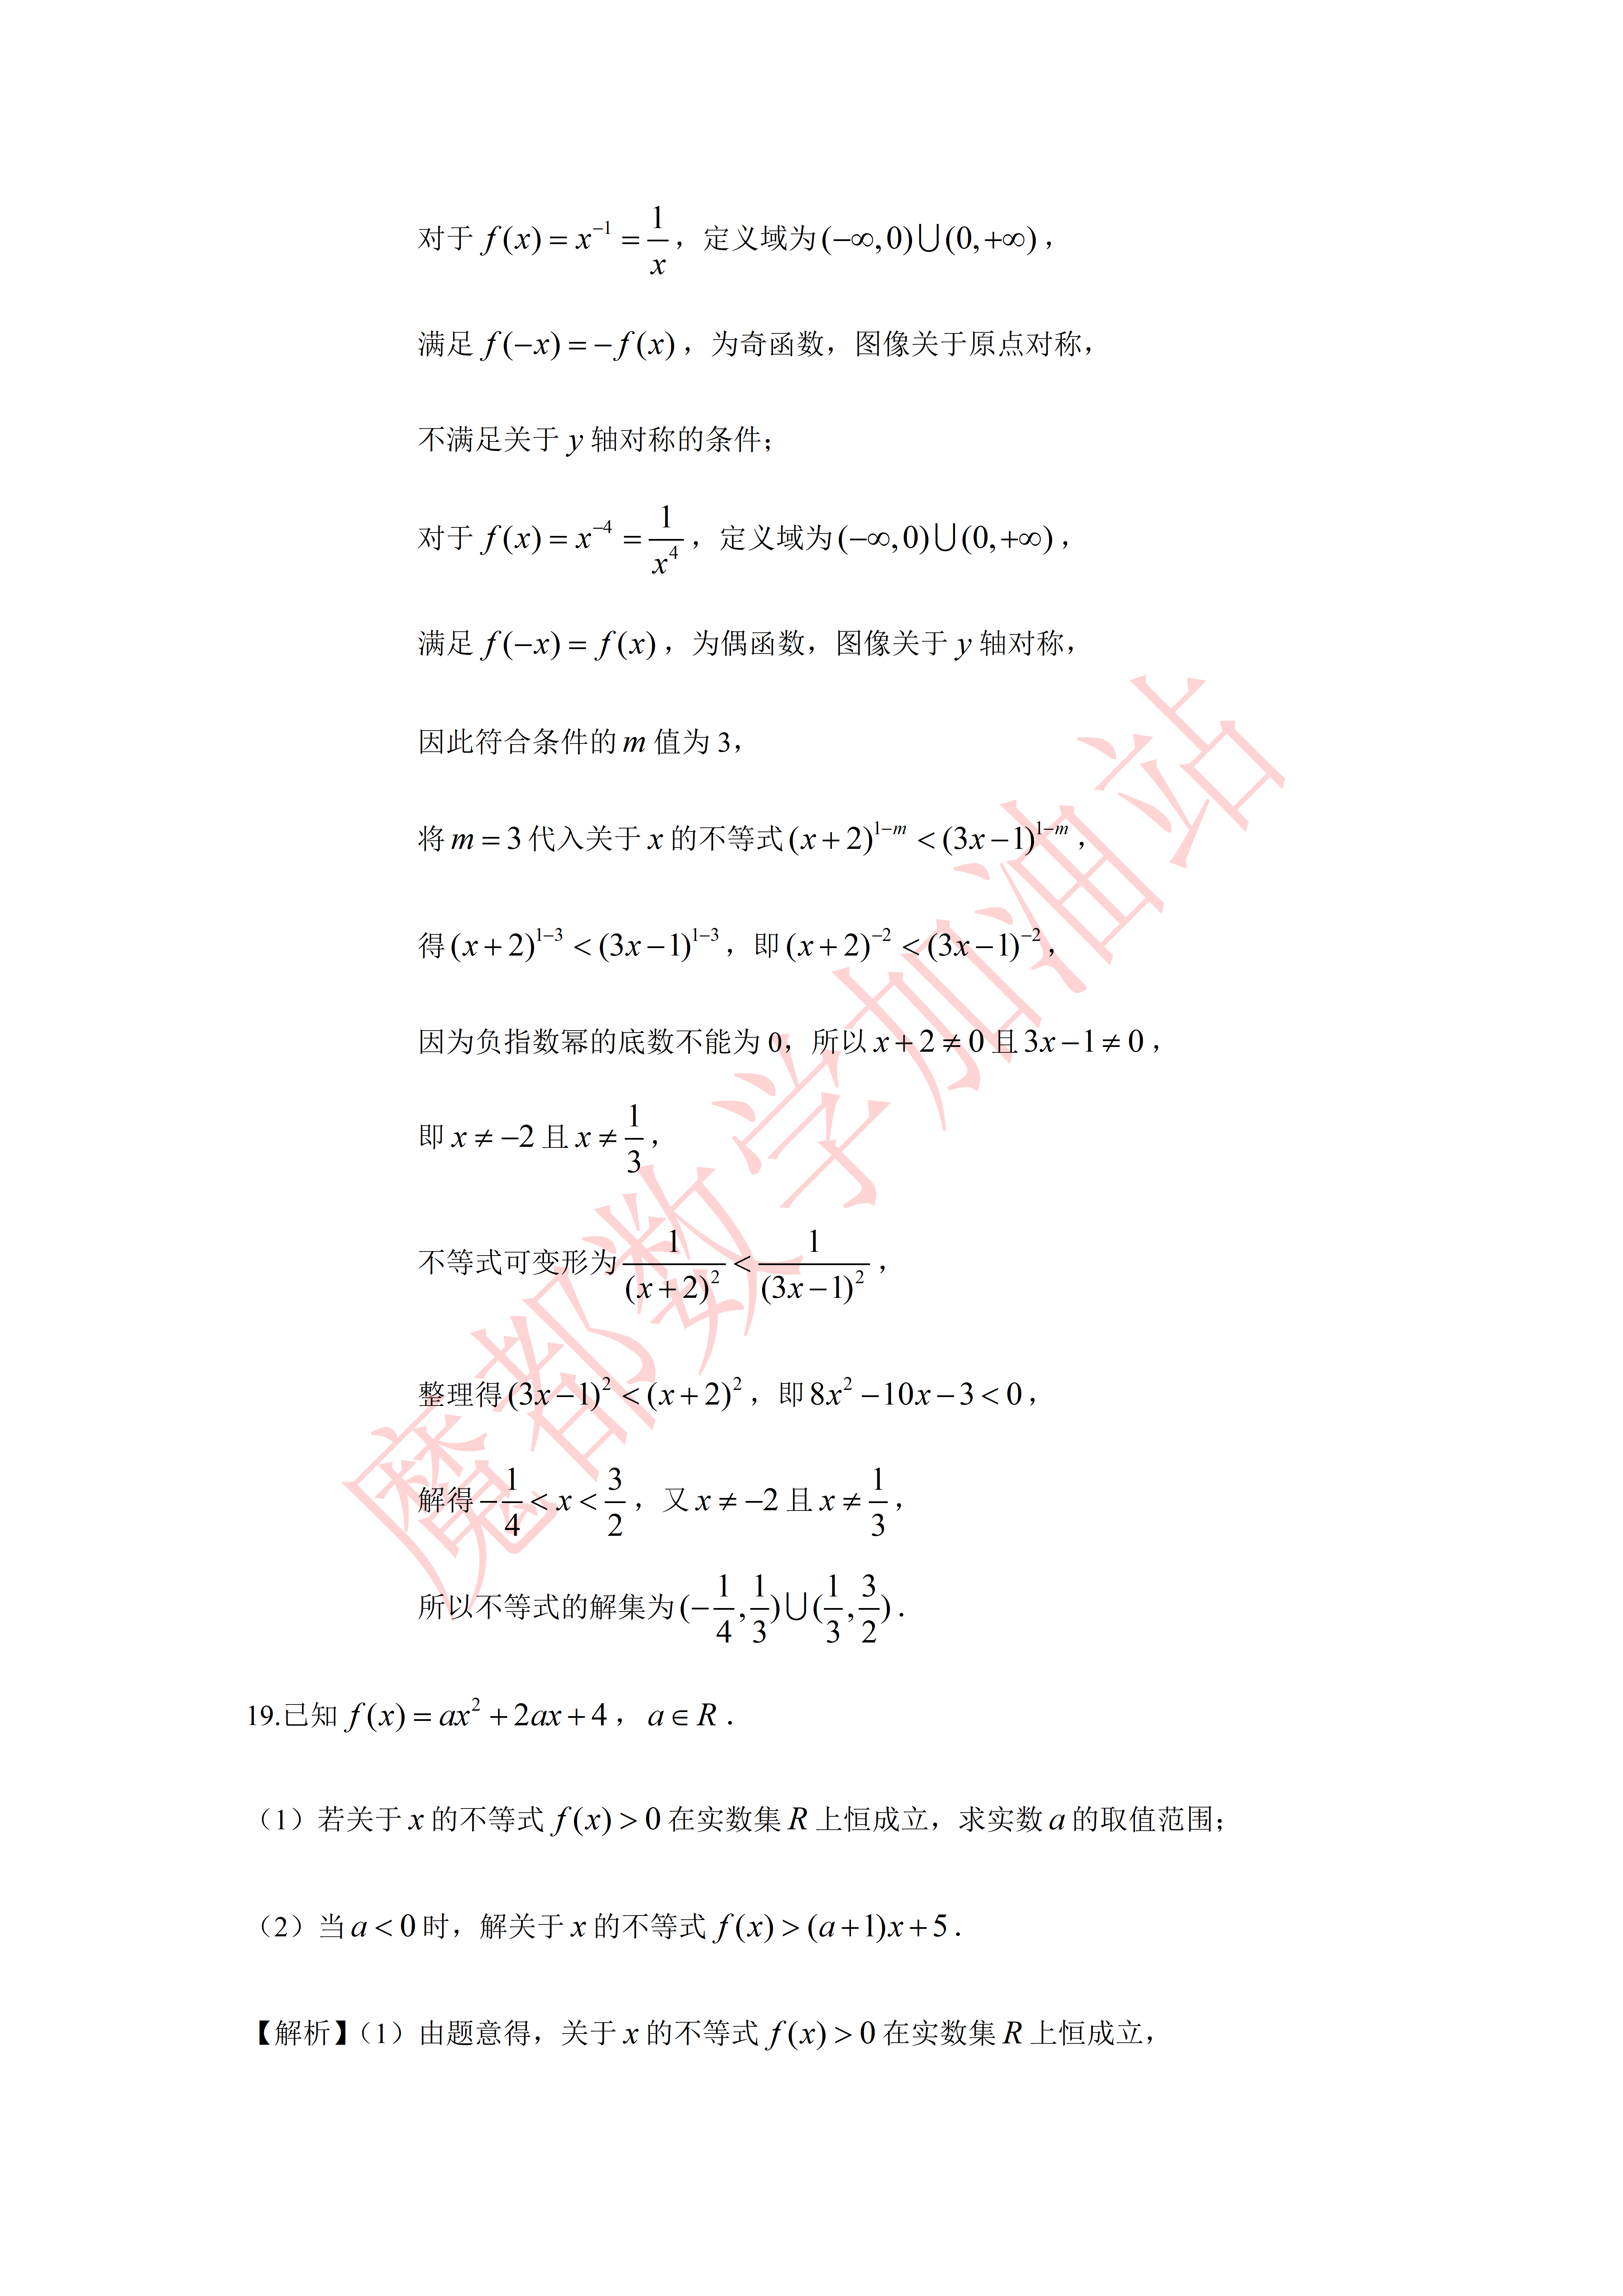 对于 f(x) = x⁻¹ = 1/x，定义域为(−∞,0)⋃(0,+∞)，
满足 f(−x) = −f(x)，为奇函数，图像关于原点对称，
不满足关于 y 轴对称的条件；
对于 f(x) = x⁻⁴ = 1/x⁴，定义域为(−∞,0)⋃(0,+∞)，
满足 f(−x) = f(x)，为偶函数，图像关于 y 轴对称，
因此符合条件的 m 值为 3，
将 m = 3 代入关于 x 的不等式 (x+2)^(1−m) < (3x−1)^(1−m)，
得 (x+2)^(1−3) < (3x−1)^(1−3)，即 (x+2)⁻² < (3x−1)⁻²，
因为负指数幂的底数不能为 0，所以 x+2 ≠ 0 且 3x−1 ≠ 0，
即 x ≠ −2 且 x ≠ 1/3，
不等式可变形为 1/(x+2)² < 1/(3x−1)²，
整理得 (3x−1)² < (x+2)²，即 8x² −10x −3 < 0，
解得 −1/4 < x < 3/2，又 x ≠ −2 且 x ≠ 1/3，
所以不等式的解集为 (−1/4, 1/3)⋃(1/3, 3/2)．
19.已知 f(x) = ax² + 2ax + 4，a ∈ R．
（1）若关于 x 的不等式 f(x) > 0 在实数集 R 上恒成立，求实数 a 的取值范围；
（2）当 a < 0 时，解关于 x 的不等式 f(x) > (a+1)x + 5．
【解析】（1）由题意得，关于 x 的不等式 f(x) > 0 在实数集 R 上恒成立，
魔都数学加油站